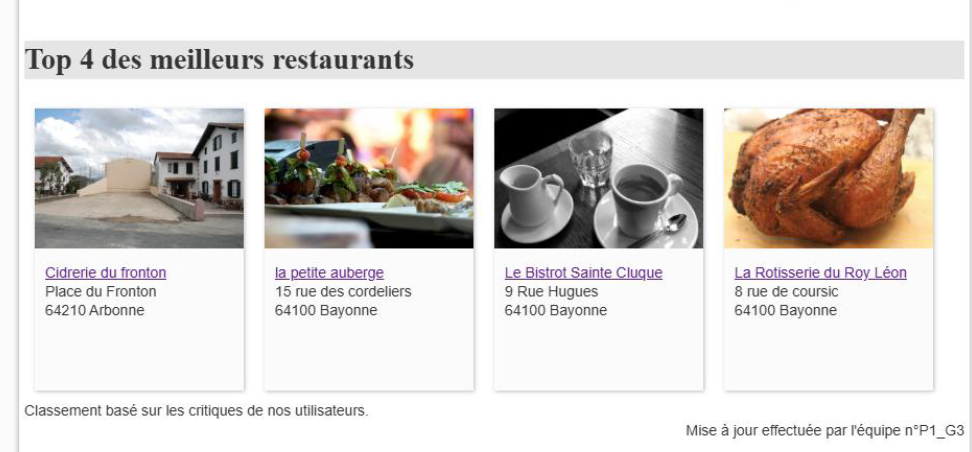 Top 4 des meilleurs restaurants
Cidrerie du fronton
Place du Fronton
64210 Arbonne
la petite auberge
15 rue des cordeliers
64100 Bayonne
Le Bistrot Sainte Cluque
9 Rue Hugues
64100 Bayonne
La Rotisserie du Roy Léon
8 rue de coursic
64100 Bayonne
Classement basé sur les critiques de nos utilisateurs.
Mise à jour effectuée par l'équipe n°P1_G3